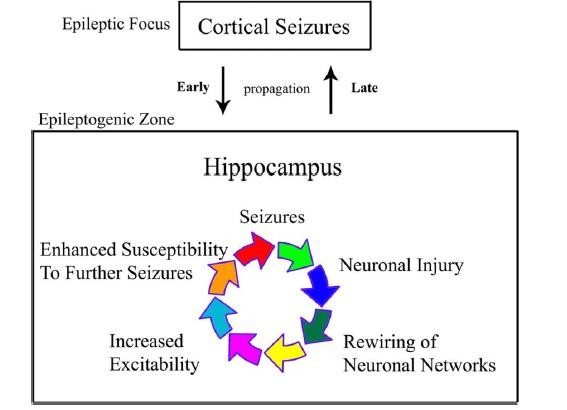 Epileptic Focus
Cortical Seizures
Early
propagation
Late
Epileptogenic Zone
Hippocampus
Seizures
Enhanced Susceptibility
To Further Seizures
Neuronal Injury
Increased
Excitability
Rewiring of
Neuronal Networks